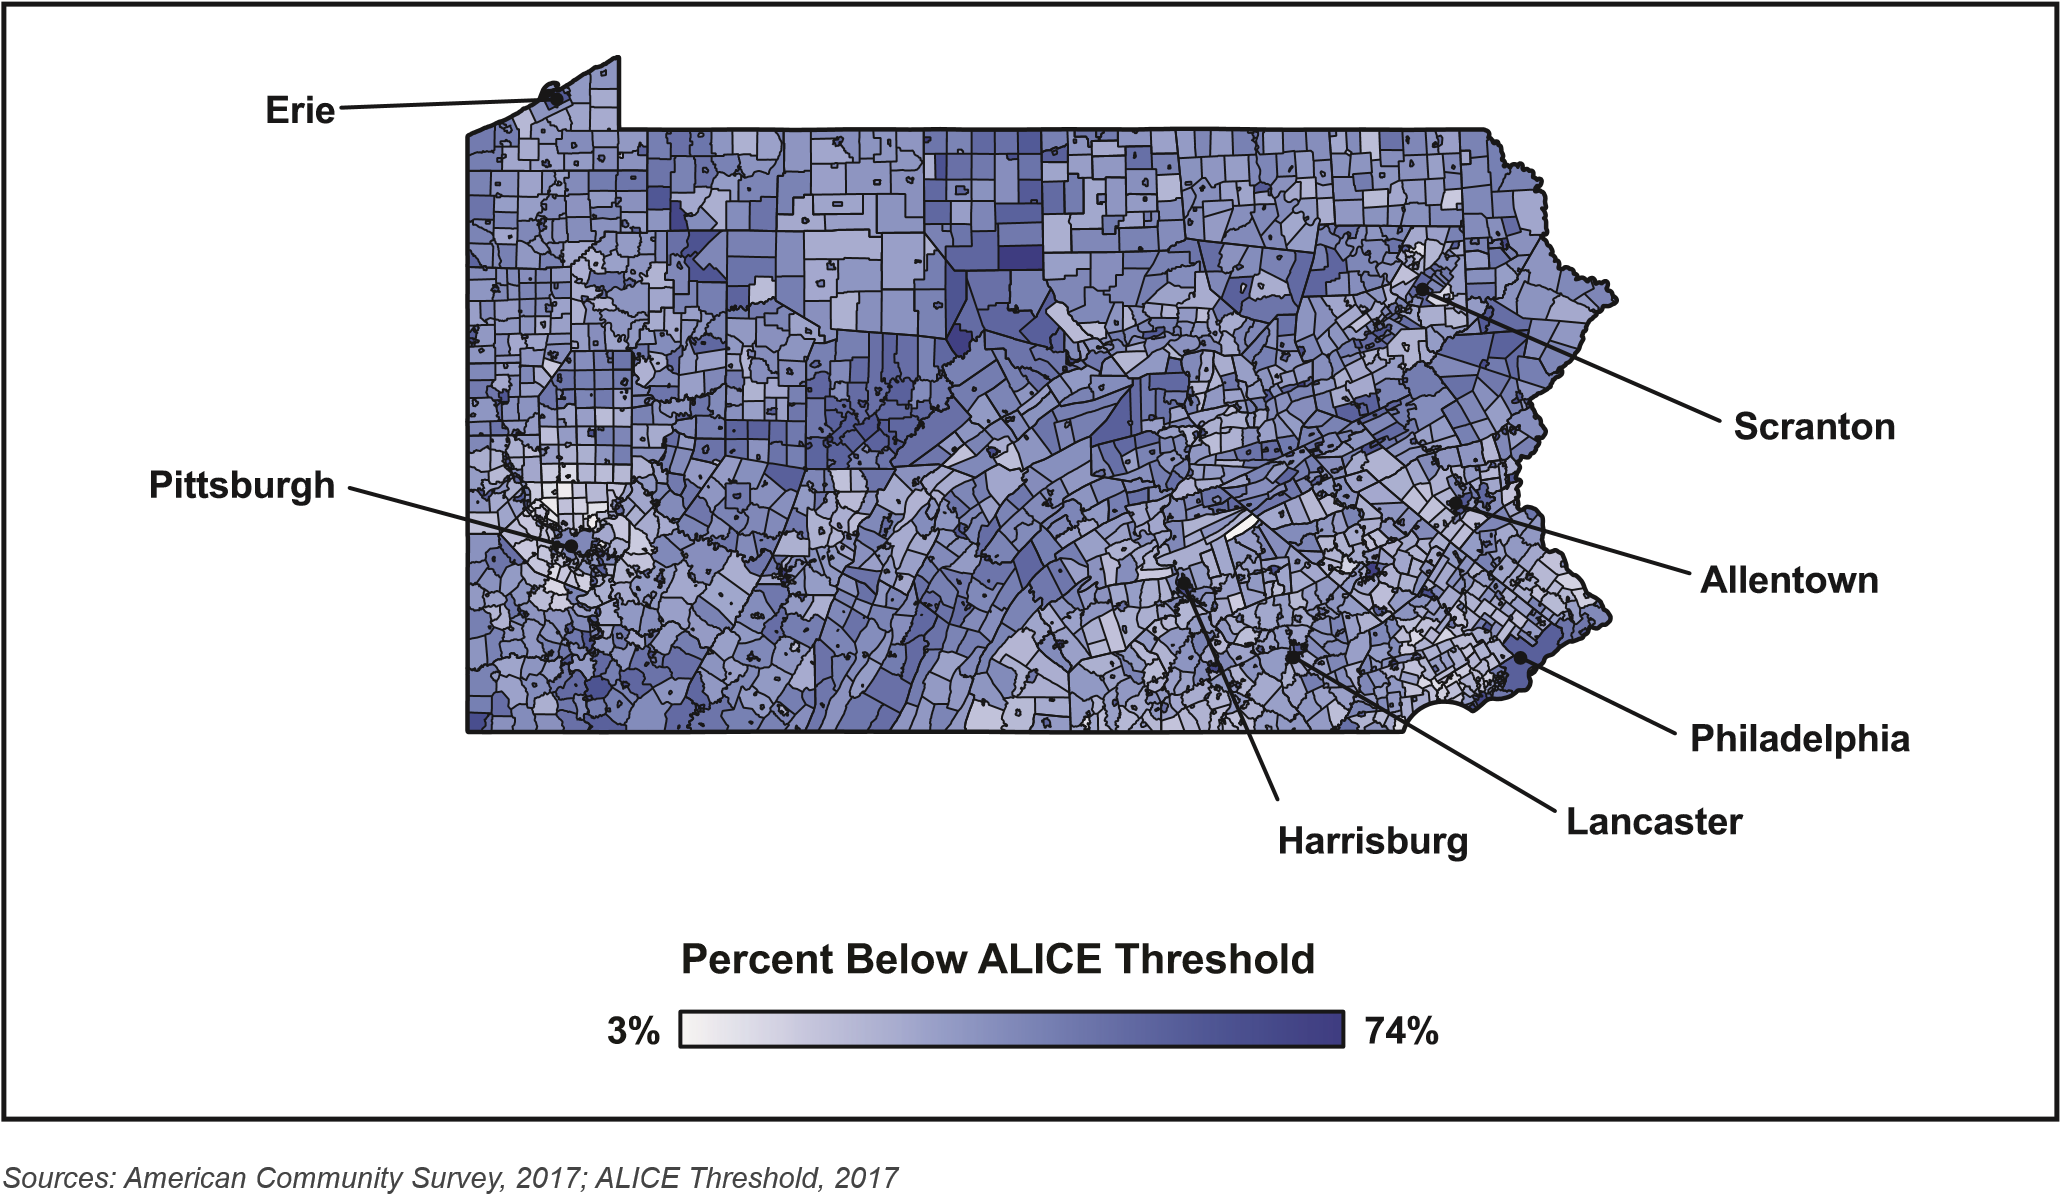 Erie
Scranton
Pittsburgh
Allentown
Philadelphia
Lancaster
Harrisburg
Percent Below ALICE Threshold
3% 74%
Sources: American Community Survey, 2017; ALICE Threshold, 2017